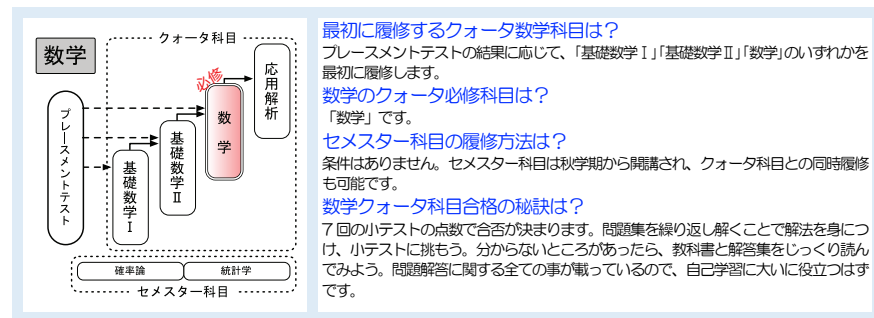 数学
クォータ科目
プレースメントテスト
基礎数学Ⅰ
基礎数学Ⅱ
必修
数学
応用解析
確率論
統計学
セメスター科目
最初に履修するクォータ数学科目は？
プレースメントテストの結果に応じて、「基礎数学Ⅰ」「基礎数学Ⅱ」「数学」のいずれかを
最初に履修します。
数学のクォータ必修科目は？
「数学」です。
セメスター科目の履修方法は？
条件はありません。セメスター科目は秋学期から開講され、クォータ科目との同時履修
も可能です。
数学クォータ科目合格の秘訣は？
７回の小テストの点数で合否が決まります。問題集を繰り返し解くことで解法を身につ
け、小テストに挑もう。分からないところがあったら、教科書と解答集をじっくり読ん
でみよう。問題解答に関する全ての事が載っているので、自己学習に大いに役立つはず
です。